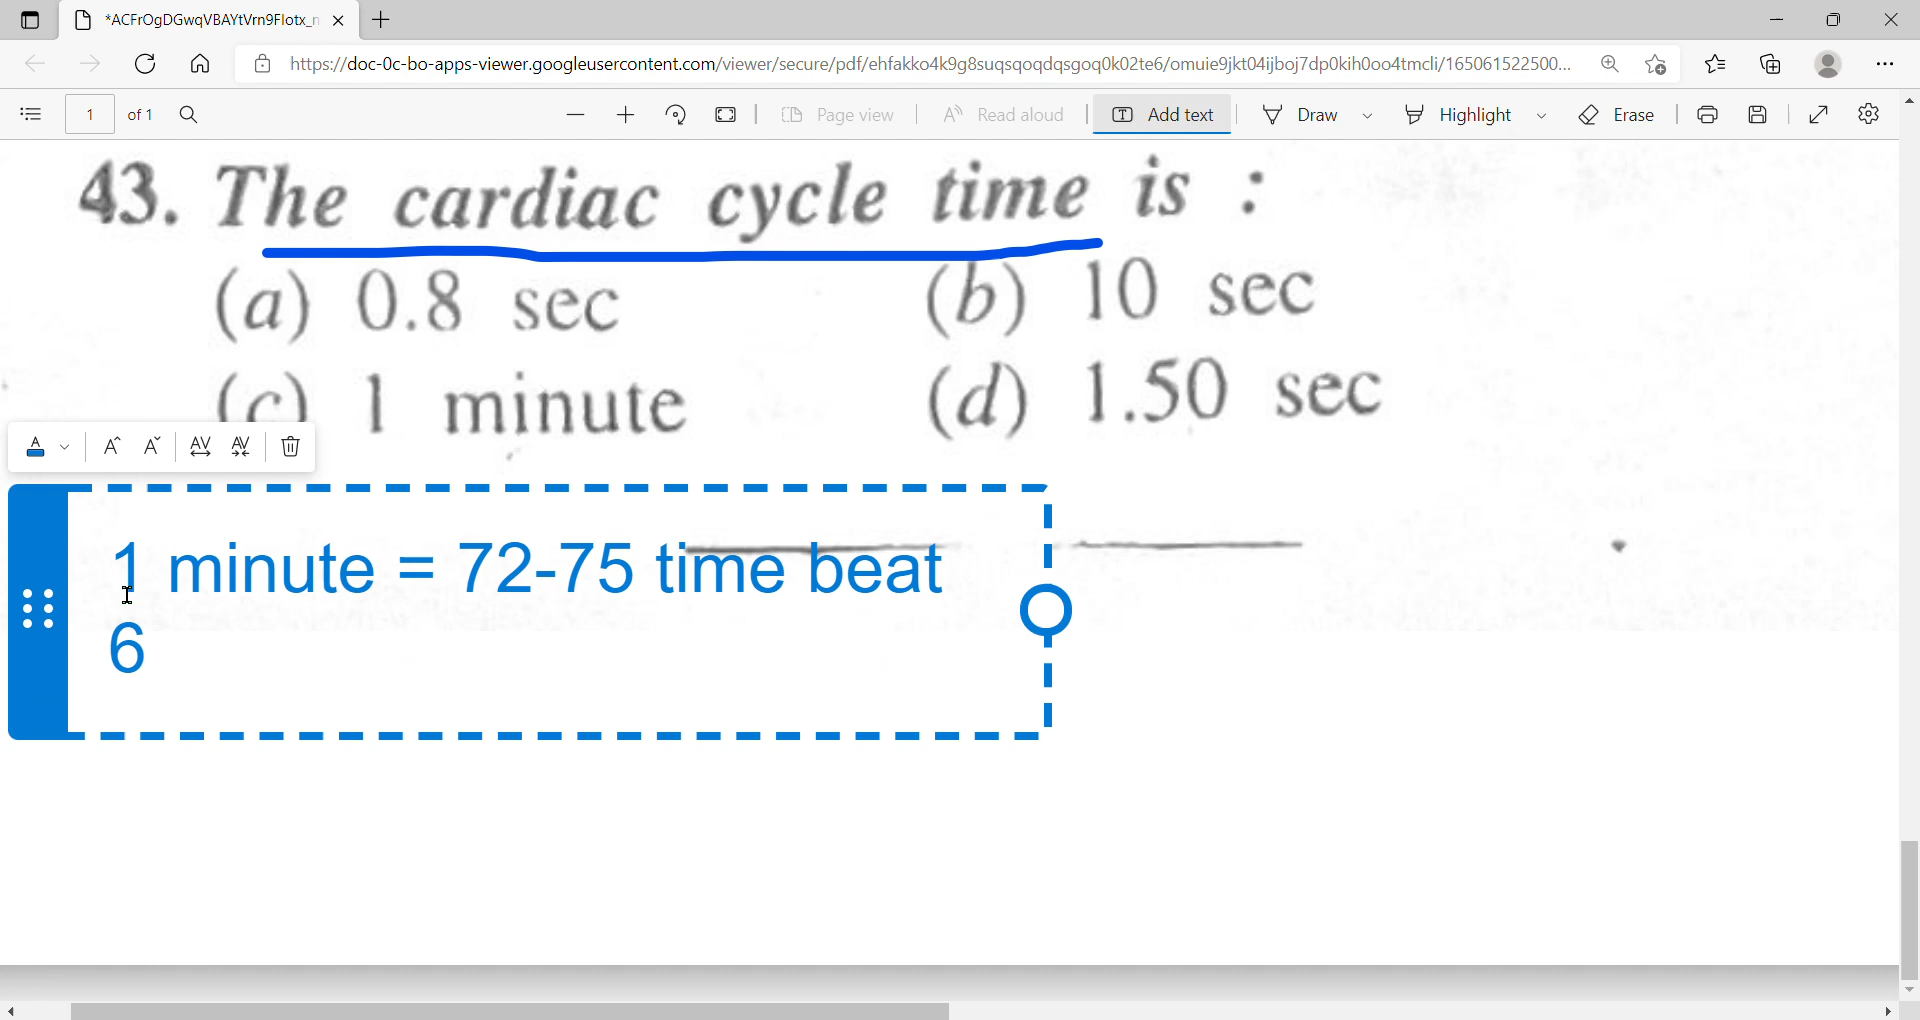 *ACFrOgDGwqVBAYtVrn9Flotx_n
https://doc-0c-bo-apps-viewer.googleusercontent.com/viewer/secure/pdf/ehfakko4k9g8suqsqoqdqsgoq0k02te6/omuie9jkt04ijboj7dp0kih0oo4tmcli/165061522500...
1 of 1 Page view Read aloud Add text Draw Highlight Erase
43. The cardiac cycle time is :
(a) 0.8 sec (b) 10 sec
(c) 1 minute (d) 1.50 sec
1 minute = 72-75 time beat
6